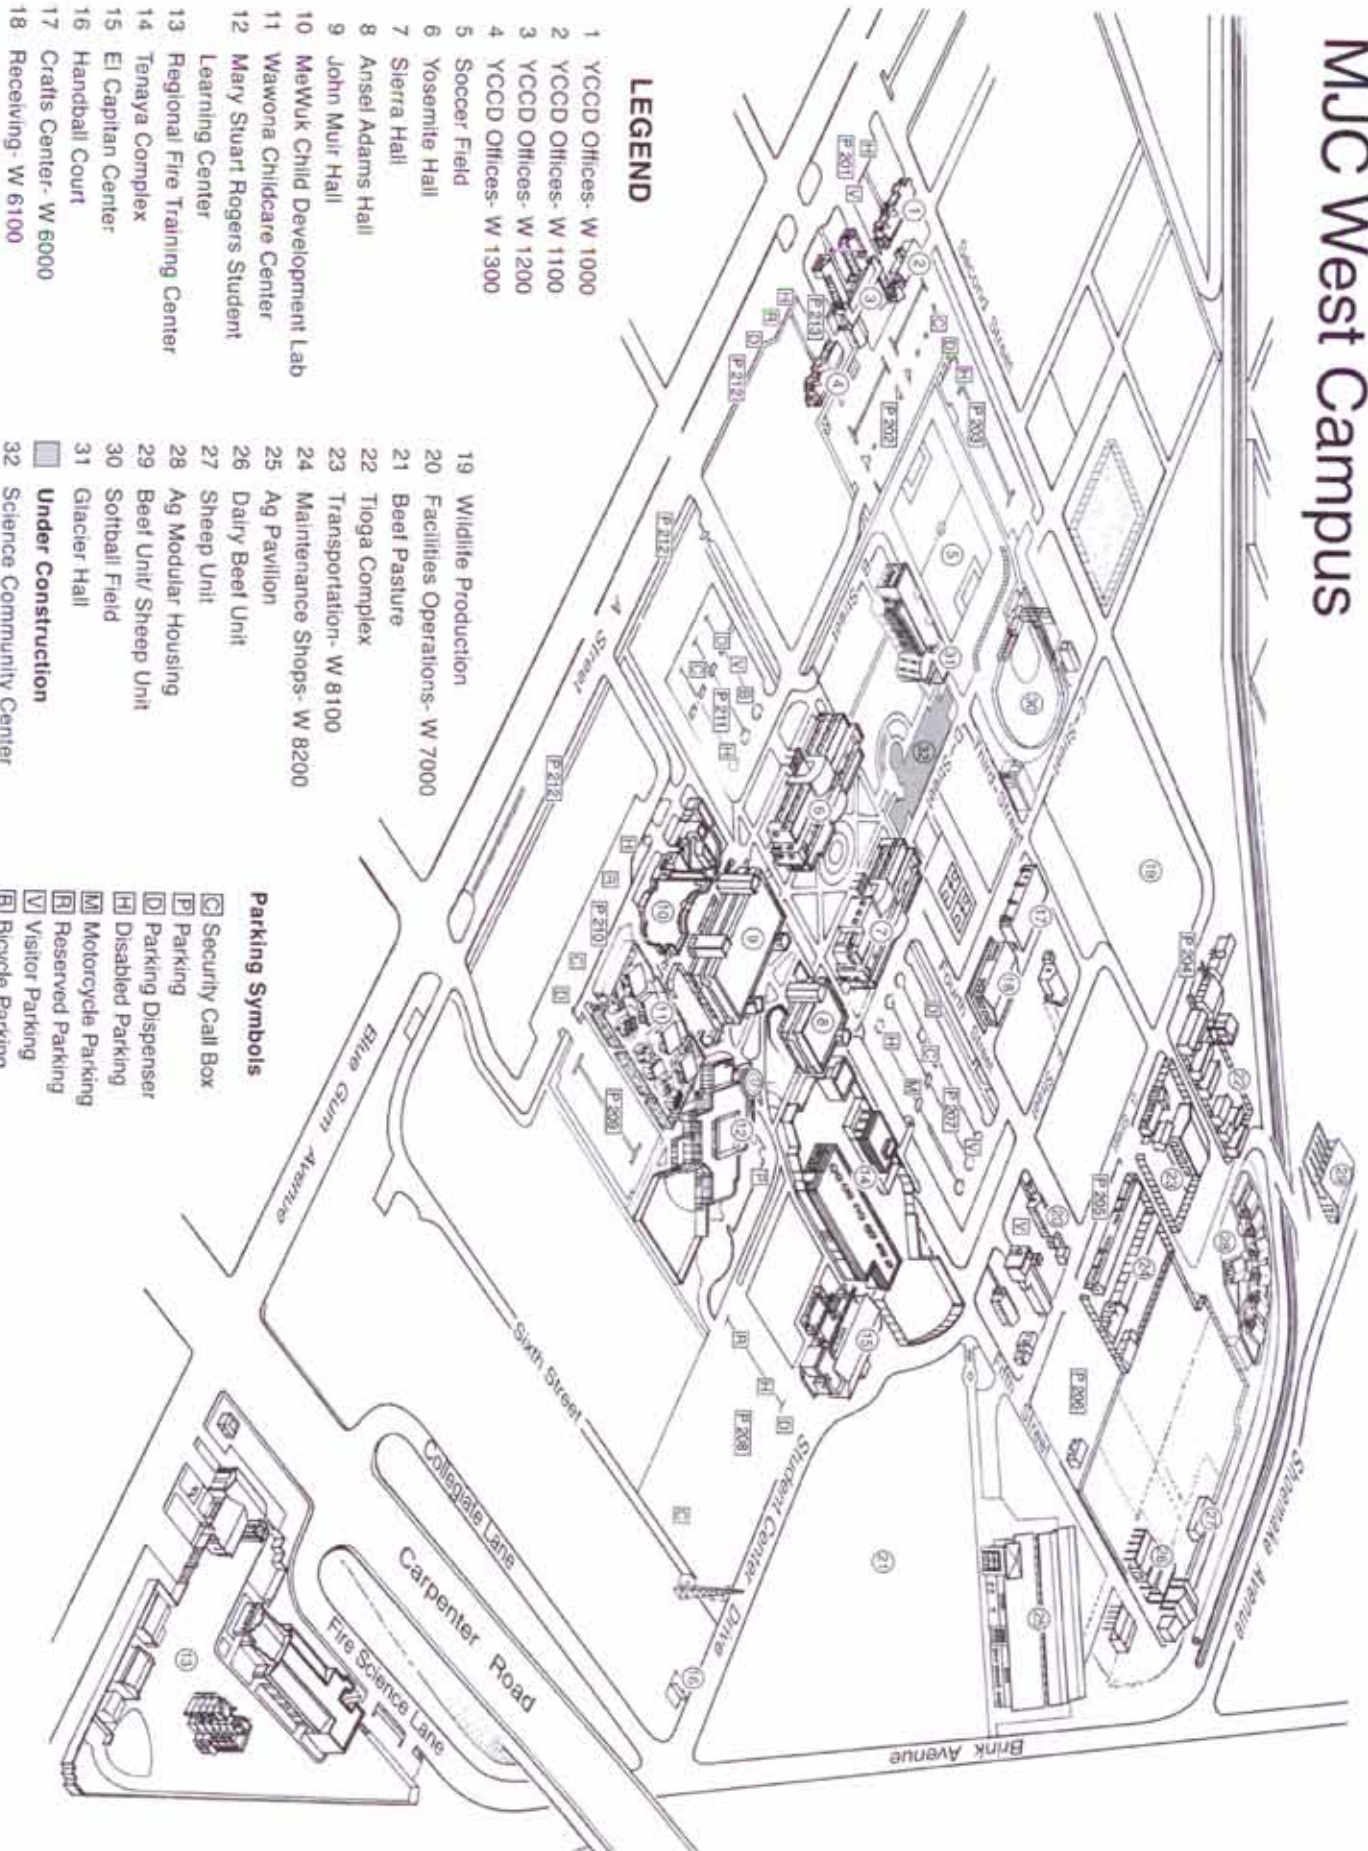 MJC West Campus
LEGEND
1 YCCD Offices- W 1000
2 YCCD Offices- W 1100
3 YCCD Offices- W 1200
4 YCCD Offices- W 1300
5 Soccer Field
6 Yosemite Hall
7 Sierra Hall
8 Ansel Adams Hall
9 John Muir Hall
10 MeWuk Child Development Lab
11 Wawona Childcare Center
12 Mary Stuart Rogers Student
Learning Center
13 Regional Fire Training Center
14 Tenaya Complex
15 El Capitan Center
16 Handball Court
17 Crafts Center- W 6000
18 Receiving- W 6100
19 Wildlife Production
20 Facilities Operations- W 7000
21 Beef Pasture
22 Tioga Complex
23 Transportation- W 8100
24 Maintenance Shops- W 8200
25 Ag Pavilion
26 Dairy Beef Unit
27 Sheep Unit
28 Ag Modular Housing
29 Beef Unit/ Sheep Unit
30 Softball Field
31 Glacier Hall
Under Construction
32 Science Community Center
Parking Symbols
C Security Call Box
P Parking
D Parking Dispenser
H Disabled Parking
M Motorcycle Parking
R Reserved Parking
V Visitor Parking
B Bicycle Parking
P 201
P 202
P 203
P 204
P 205
P 206
P 207
P 208
P 209
P 210
P 211
P 212
P 212
P 212
P 213
Third Street
Fourth Street
Fifth Street
Sixth Street
Student Center Drive
Blue Gum Avenue
Collegiate Lane
Carpenter Road
Fire Science Lane
Brink Avenue
Shoemake Avenue